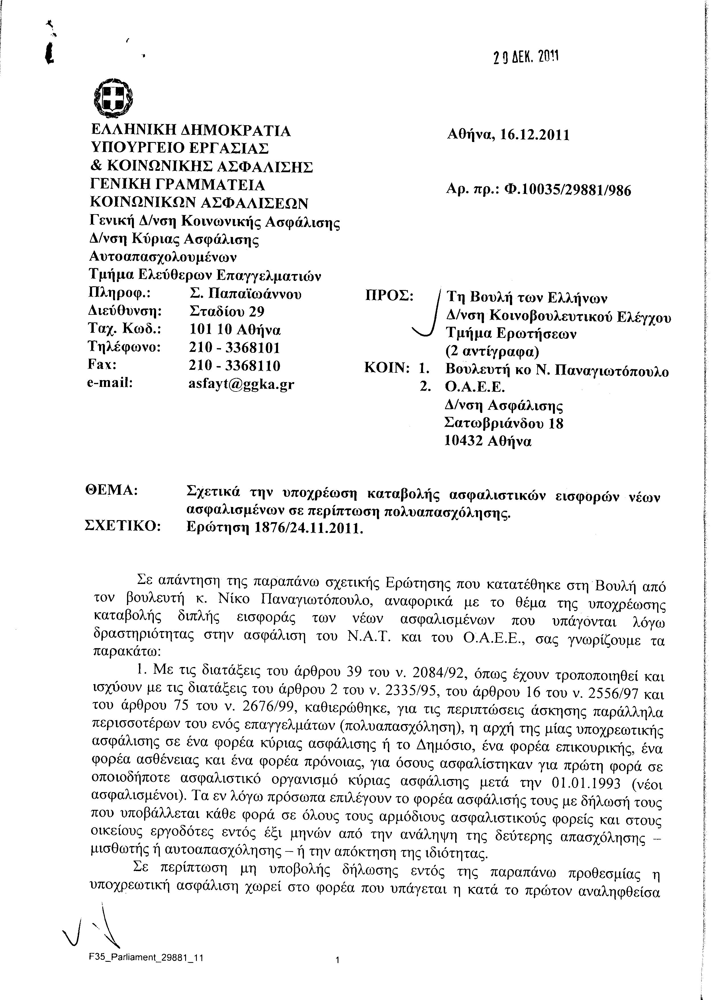 20 ΔΕΚ. 2011
ΕΛΛΗΝΙΚΗ ΔΗΜΟΚΡΑΤΙΑ
ΥΠΟΥΡΓΕΙΟ ΕΡΓΑΣΙΑΣ
& ΚΟΙΝΩΝΙΚΗΣ ΑΣΦΑΛΙΣΗΣ
ΓΕΝΙΚΗ ΓΡΑΜΜΑΤΕΙΑ
ΚΟΙΝΩΝΙΚΩΝ ΑΣΦΑΛΙΣΕΩΝ
Γενική Δ/νση Κοινωνικής Ασφάλισης
Δ/νση Κύριας Ασφάλισης
Αυτοαπασχολουμένων
Τμήμα Ελεύθερων Επαγγελματιών
Πληροφ.: Σ. Παπαϊωάννου
Διεύθυνση: Σταδίου 29
Ταχ. Κωδ.: 101 10 Αθήνα
Τηλέφωνο: 210 - 3368101
Fax: 210 - 3368110
e-mail: asfayt@ggka.gr
Αθήνα, 16.12.2011
Αρ. πρ.: Φ.10035/29881/986
ΠΡΟΣ: Τη Βουλή των Ελλήνων
Δ/νση Κοινοβουλευτικού Ελέγχου
Τμήμα Ερωτήσεων
(2 αντίγραφα)
ΚΟΙΝ: 1. Βουλευτή κο Ν. Παναγιωτόπουλο
2. Ο.Α.Ε.Ε.
Δ/νση Ασφάλισης
Σατωβριάνδου 18
10432 Αθήνα
ΘΕΜΑ: Σχετικά την υποχρέωση καταβολής ασφαλιστικών εισφορών νέων
ασφαλισμένων σε περίπτωση πολυαπασχόλησης.
ΣΧΕΤΙΚΟ: Ερώτηση 1876/24.11.2011.
Σε απάντηση της παραπάνω σχετικής Ερώτησης που κατατέθηκε στη Βουλή από
τον βουλευτή κ. Νίκο Παναγιωτόπουλο, αναφορικά με το θέμα της υποχρέωσης
καταβολής διπλής εισφοράς των νέων ασφαλισμένων που υπάγονται λόγω
δραστηριότητας στην ασφάλιση του Ν.Α.Τ. και του Ο.Α.Ε.Ε., σας γνωρίζουμε τα
παρακάτω:
1. Με τις διατάξεις του άρθρου 39 του ν. 2084/92, όπως έχουν τροποποιηθεί και
ισχύουν με τις διατάξεις του άρθρου 2 του ν. 2335/95, του άρθρου 16 του ν. 2556/97 και
του άρθρου 75 του ν. 2676/99, καθιερώθηκε, για τις περιπτώσεις άσκησης παράλληλα
περισσοτέρων του ενός επαγγελμάτων (πολυαπασχόληση), η αρχή της μίας υποχρεωτικής
ασφάλισης σε ένα φορέα κύριας ασφάλισης ή το Δημόσιο, ένα φορέα επικουρικής, ένα
φορέα ασθένειας και ένα φορέα πρόνοιας, για όσους ασφαλίστηκαν για πρώτη φορά σε
οποιοδήποτε ασφαλιστικό οργανισμό κύριας ασφάλισης μετά την 01.01.1993 (νέοι
ασφαλισμένοι). Τα εν λόγω πρόσωπα επιλέγουν το φορέα ασφάλισής τους με δήλωσή τους
που υποβάλλεται κάθε φορά σε όλους τους αρμόδιους ασφαλιστικούς φορείς και στους
οικείους εργοδότες εντός έξι μηνών από την ανάληψη της δεύτερης απασχόλησης –
μισθωτής ή αυτοαπασχόλησης – ή την απόκτηση της ιδιότητας.
Σε περίπτωση μη υποβολής δήλωσης εντός της παραπάνω προθεσμίας η
υποχρεωτική ασφάλιση χωρεί στο φορέα που υπάγεται η κατά το πρώτον αναληφθείσα
F35_Parliament_29881_11
1